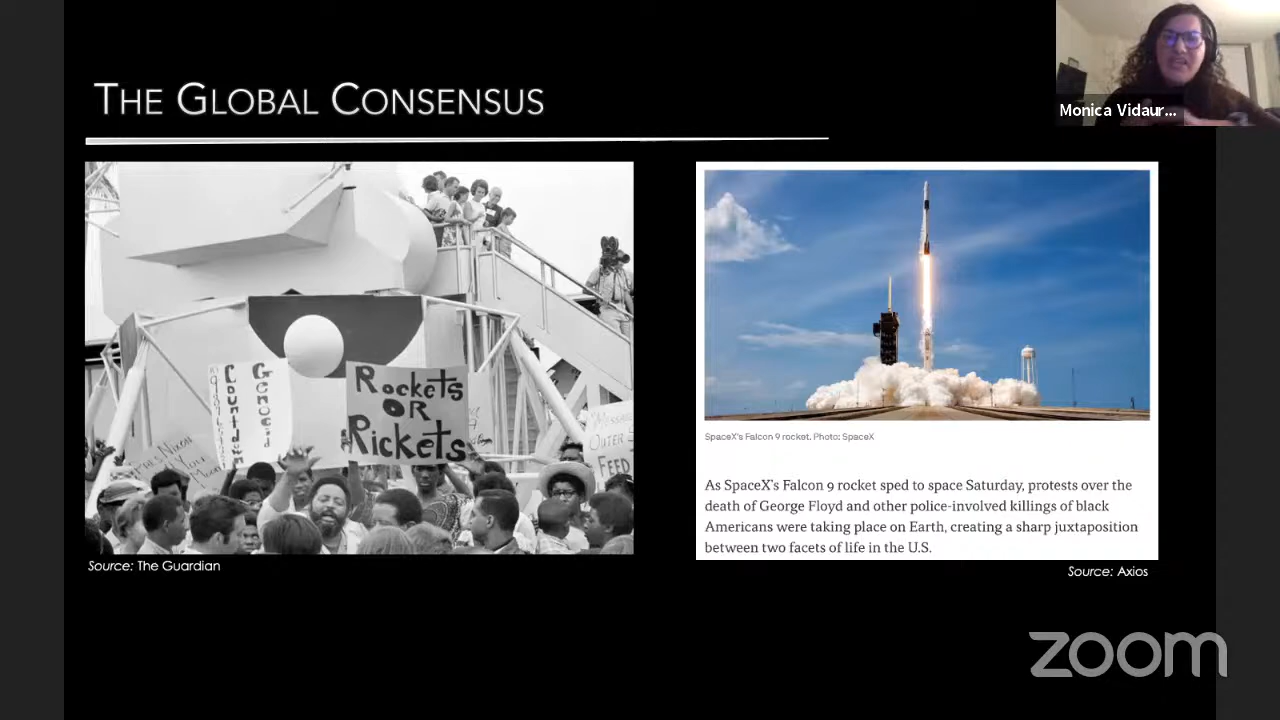 THE GLOBAL CONSENSUS
Monica Vidaur...
Countdown
Genocid
Rockets
OR
Rickets
OUTER
FEED
SpaceX's Falcon 9 rocket. Photo: SpaceX
As SpaceX's Falcon 9 rocket sped to space Saturday, protests over the
death of George Floyd and other police-involved killings of black
Americans were taking place on Earth, creating a sharp juxtaposition
between two facets of life in the U.S.
Source: The Guardian
Source: Axios
zoom